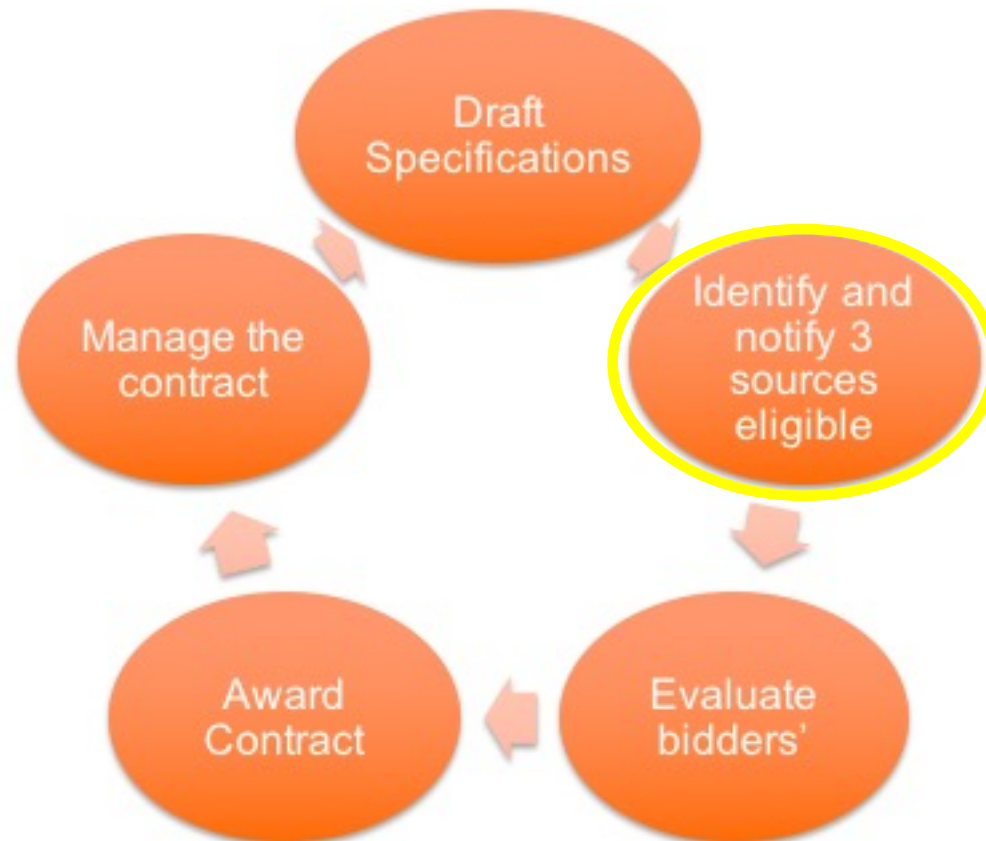 Draft
Specifications
Identify and
notify 3
sources
eligible
Evaluate
bidders’
Award
Contract
Manage the
contract